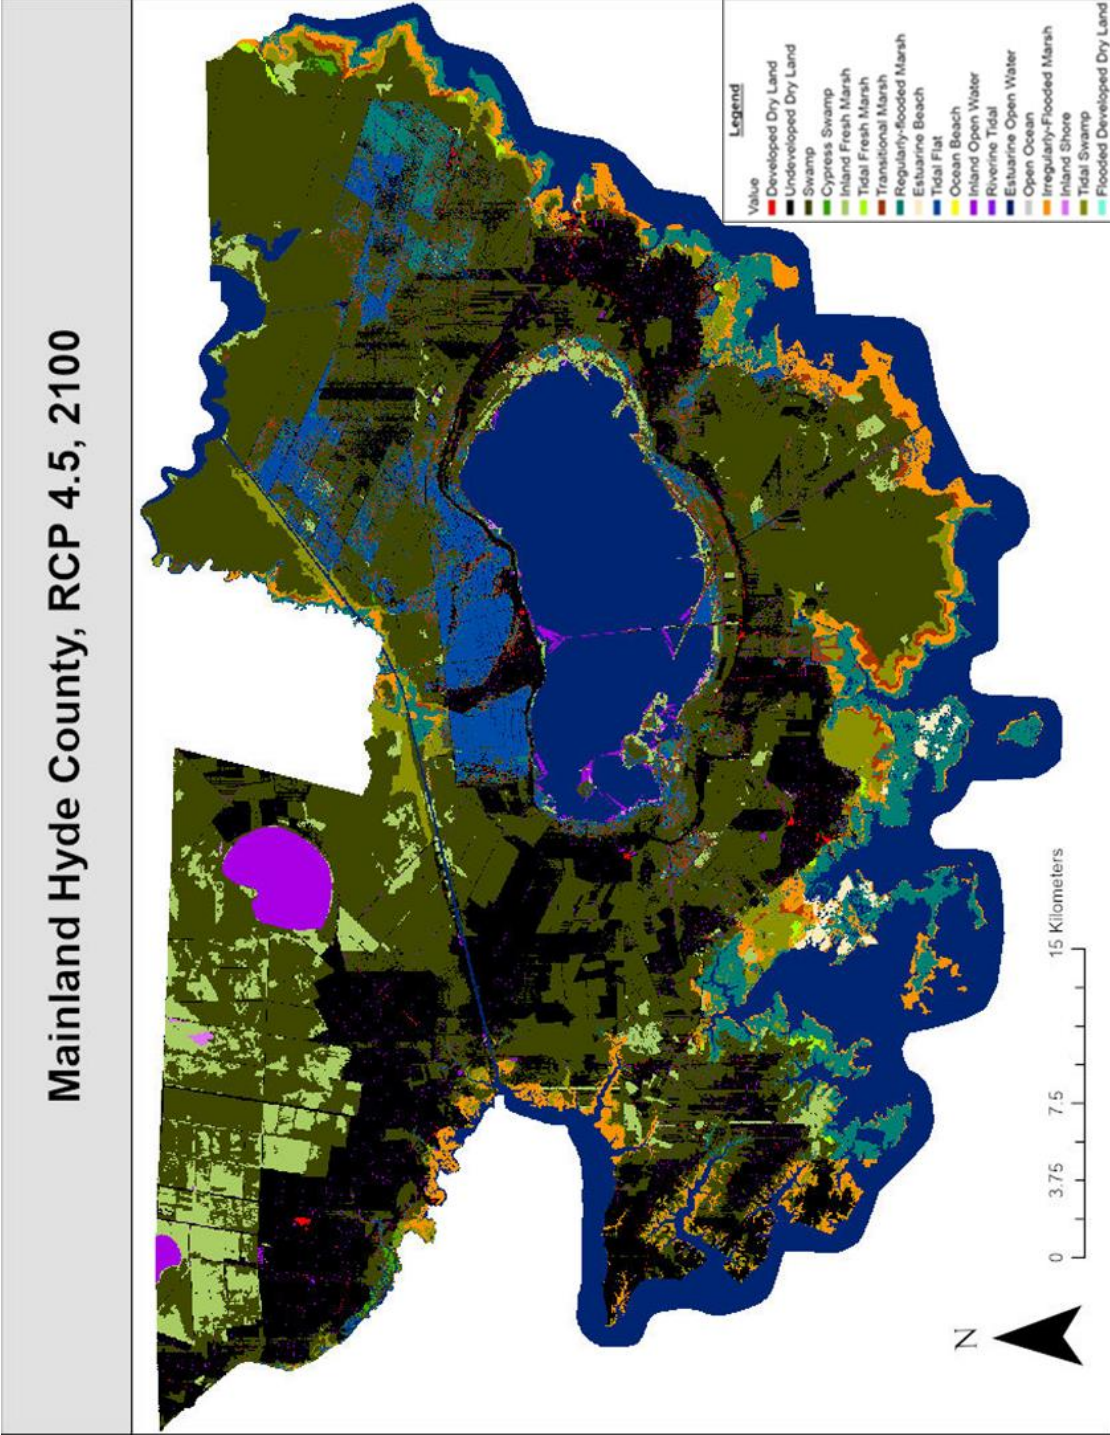 Mainland Hyde County, RCP 4.5, 2100
Legend
Value
Developed Dry Land
Undeveloped Dry Land
Swamp
Cypress Swamp
Inland Fresh Marsh
Tidal Fresh Marsh
Transitional Marsh
Regularly-flooded Marsh
Estuarine Beach
Tidal Flat
Ocean Beach
Inland Open Water
Riverine Tidal
Estuarine Open Water
Open Ocean
Irregularly-Flooded Marsh
Inland Shore
Tidal Swamp
Flooded Developed Dry Land
N
0 3.75 7.5 15 Kilometers